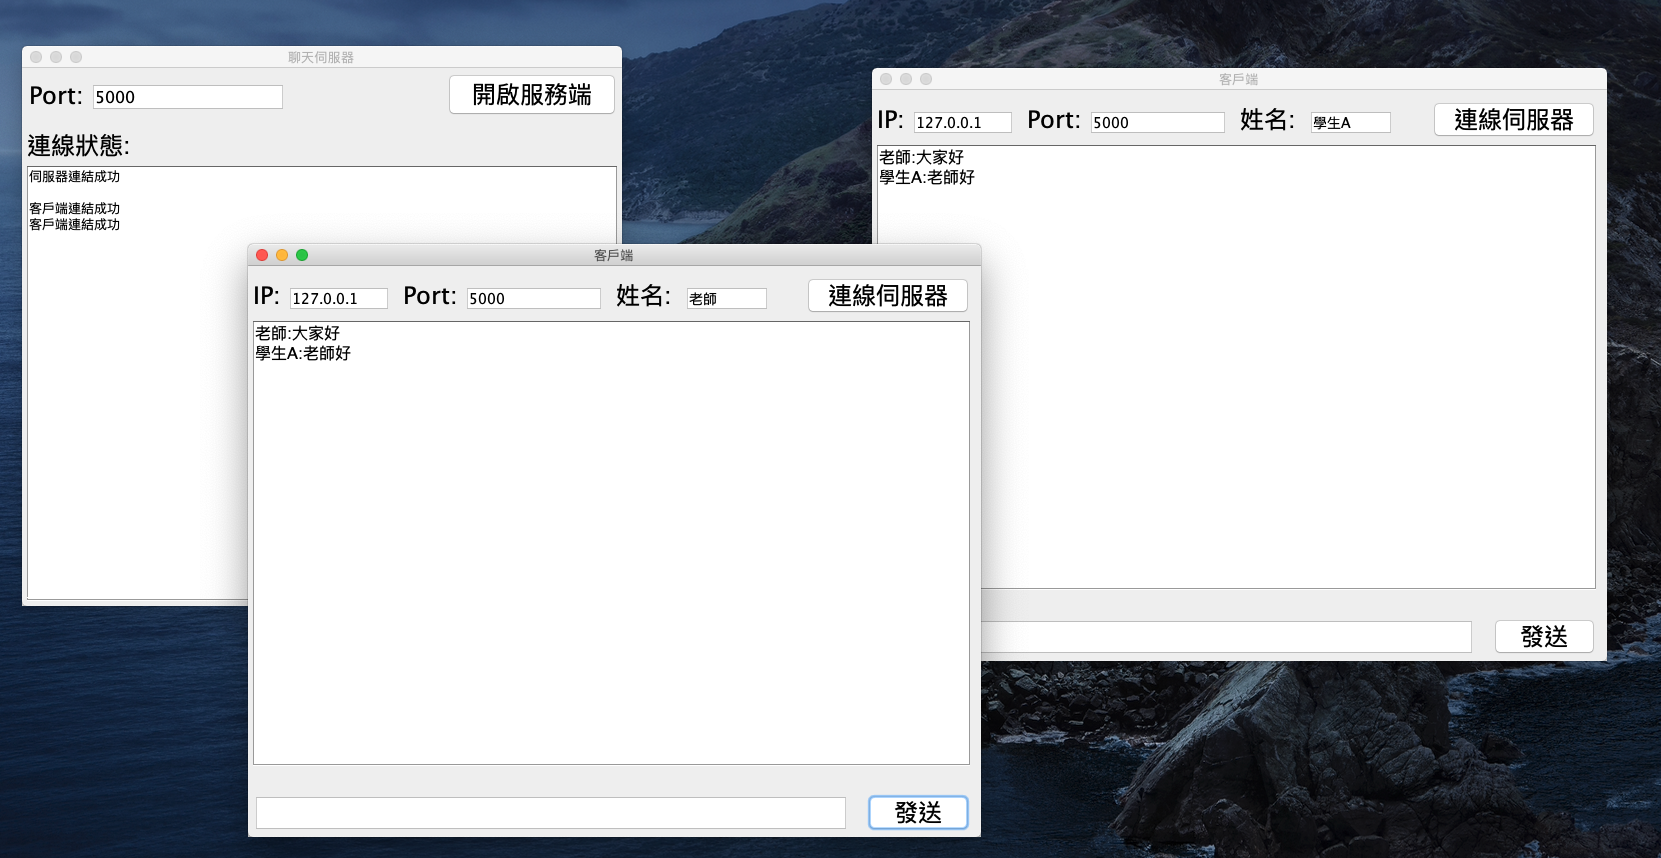 聊天伺服器
Port: 5000 開啟服務端
連線狀態:
伺服器連結成功
客戶端連結成功
客戶端連結成功
客戶端
IP: 127.0.0.1 Port: 5000 姓名: 學生A 連線伺服器
老師:大家好
學生A:老師好
發送
客戶端
IP: 127.0.0.1 Port: 5000 姓名: 老師 連線伺服器
老師:大家好
學生A:老師好
發送